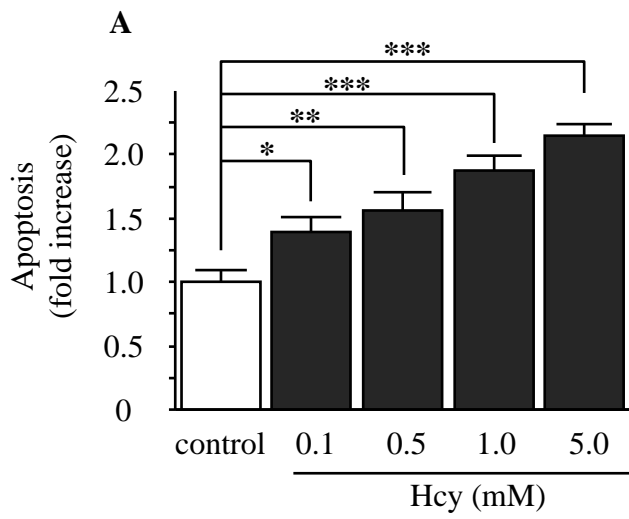 A
***
***
**
*
Apoptosis
(fold increase)
2.5
2.0
1.5
1.0
0.5
0
control 0.1 0.5 1.0 5.0
Hcy (mM)